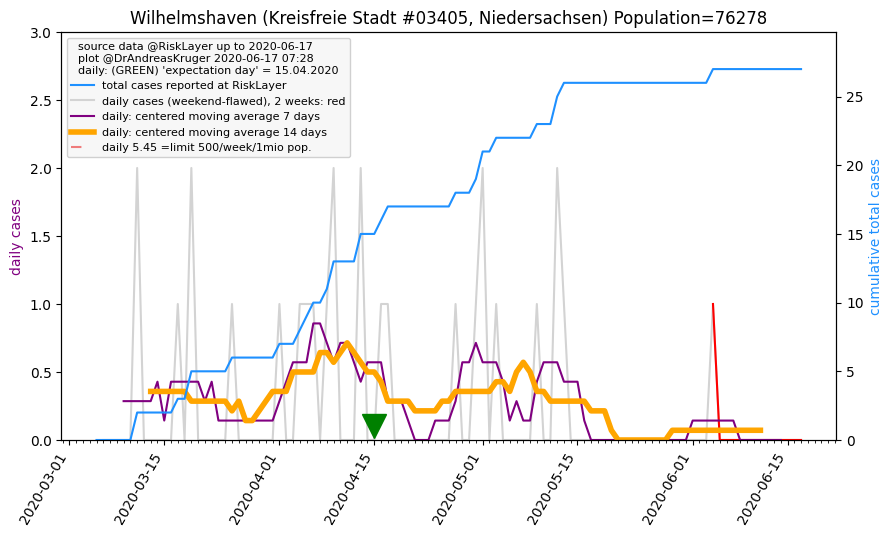 Wilhelmshaven (Kreisfreie Stadt #03405, Niedersachsen) Population=76278
source data @RiskLayer up to 2020-06-17
plot @DrAndreasKruger 2020-06-17 07:28
daily: (GREEN) 'expectation day' = 15.04.2020
total cases reported at RiskLayer
daily cases (weekend-flawed), 2 weeks: red
daily: centered moving average 7 days
daily: centered moving average 14 days
daily 5.45 =limit 500/week/1mio pop.
daily cases
3.0
2.5
2.0
1.5
1.0
0.5
0.0
25
20
15
10
5
0
cumulative total cases
2020-03-01
2020-03-15
2020-04-01
2020-04-15
2020-05-01
2020-05-15
2020-06-01
2020-06-15